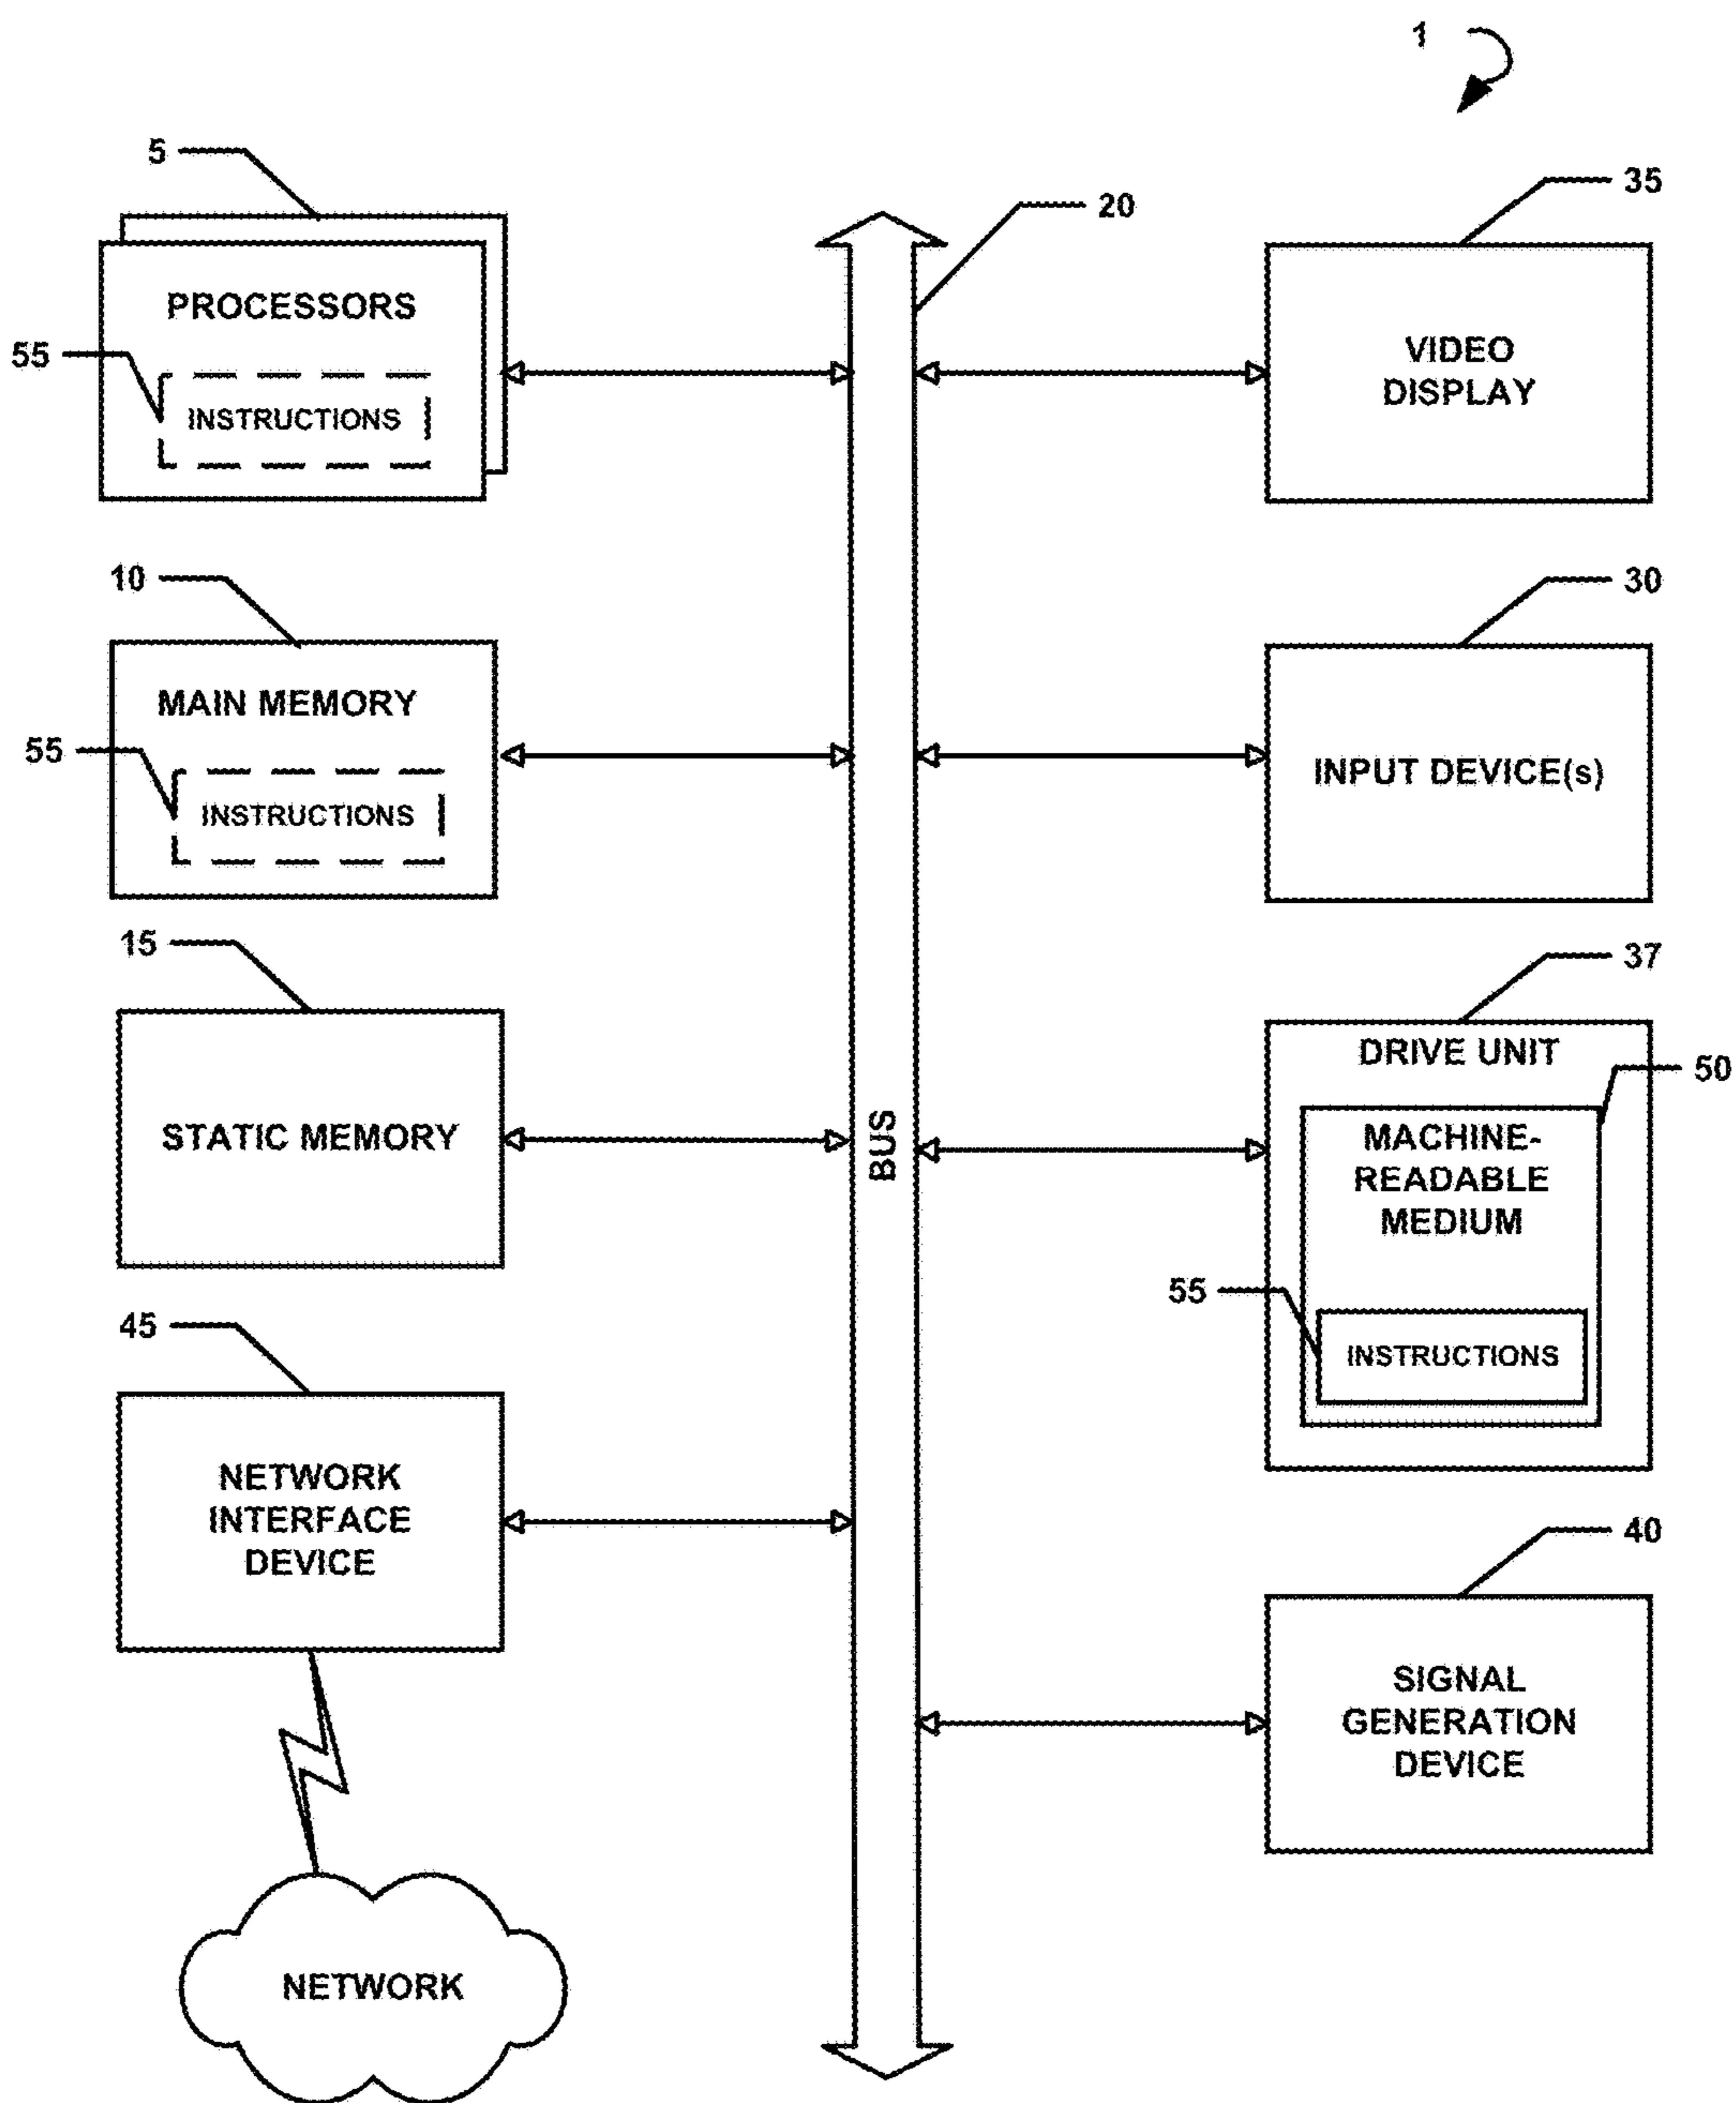 1
5
PROCESSORS
55
INSTRUCTIONS
10
MAIN MEMORY
55
INSTRUCTIONS
15
STATIC MEMORY
45
NETWORK
INTERFACE
DEVICE
NETWORK
20
BUS
35
VIDEO
DISPLAY
30
INPUT DEVICE(s)
37
DRIVE UNIT
50
MACHINE-
READABLE
MEDIUM
55
INSTRUCTIONS
40
SIGNAL
GENERATION
DEVICE